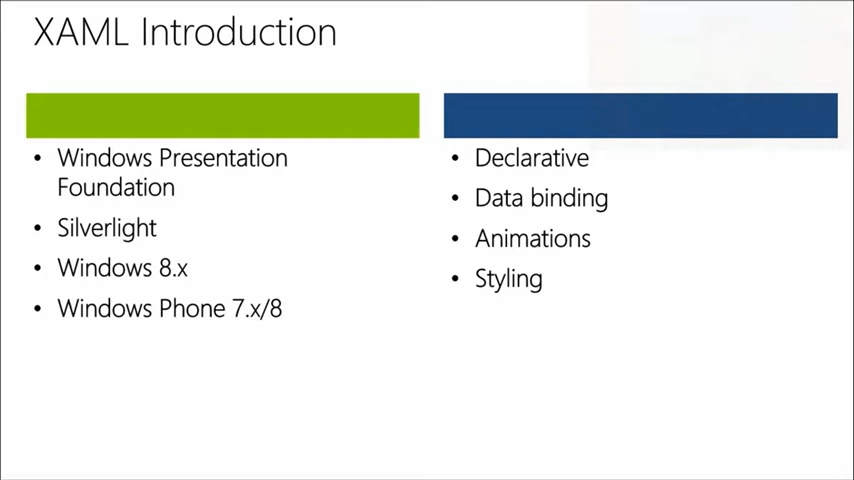 XAML Introduction
• Windows Presentation
Foundation
• Silverlight
• Windows 8.x
• Windows Phone 7.x/8
• Declarative
• Data binding
• Animations
• Styling